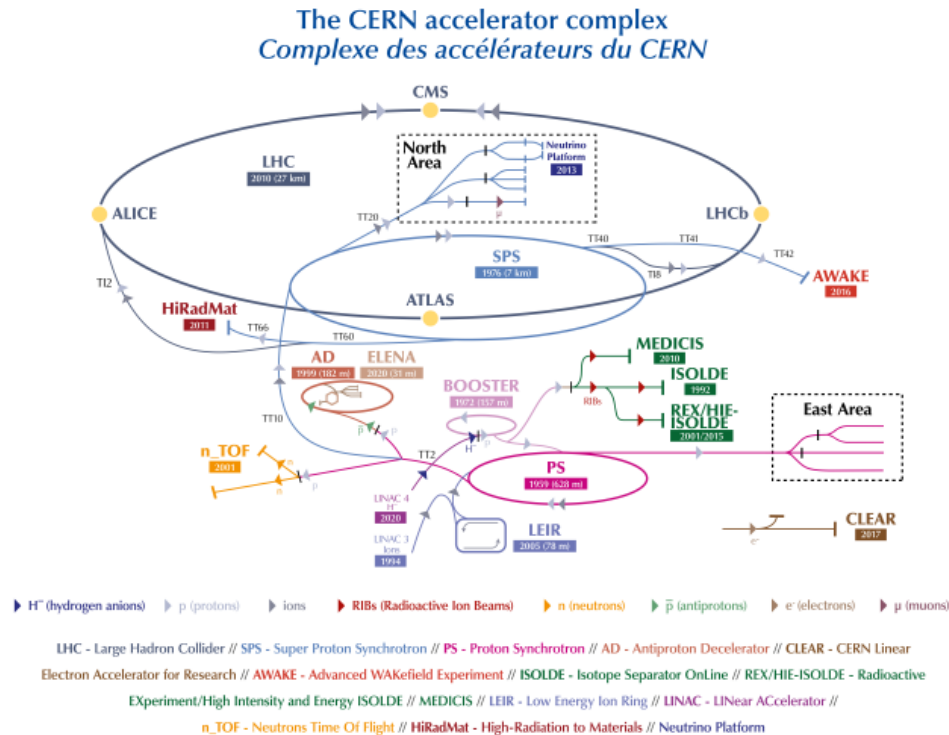 The CERN accelerator complex
Complexe des accélérateurs du CERN
CMS
North
Area
Neutrino
Platform
2013
LHC
2010 (27 km)
ALICE
LHCb
TT20
μ
TT40
TT41
TT42
TI8
SPS
1976 (7 km)
AWAKE
2016
TI2
HiRadMat
2011
ATLAS
TT66
TT60
AD
1999 (182 m)
ELENA
2020 (31 m)
MEDICIS
2010
BOOSTER
1972 (157 m)
ISOLDE
1992
RIBs
REX/HIE-
ISOLDE
2001/2015
East Area
TT10
p̄
p
H⁻
p
n_TOF
2001
n
n
p
TT2
PS
1959 (628 m)
LINAC 4
H⁻
2020
LINAC 3
Ions
1994
LEIR
2005 (78 m)
e⁻
CLEAR
2017
H⁻ (hydrogen anions) p (protons) ions RIBs (Radioactive Ion Beams) n (neutrons) p̄ (antiprotons) e⁻ (electrons) μ (muons)
LHC - Large Hadron Collider // SPS - Super Proton Synchrotron // PS - Proton Synchrotron // AD - Antiproton Decelerator // CLEAR - CERN Linear
Electron Accelerator for Research // AWAKE - Advanced WAKefield Experiment // ISOLDE - Isotope Separator OnLine // REX/HIE-ISOLDE - Radioactive
EXperiment/High Intensity and Energy ISOLDE // MEDICIS // LEIR - Low Energy Ion Ring // LINAC - LINear ACcelerator //
n_TOF - Neutrons Time Of Flight // HiRadMat - High-Radiation to Materials // Neutrino Platform